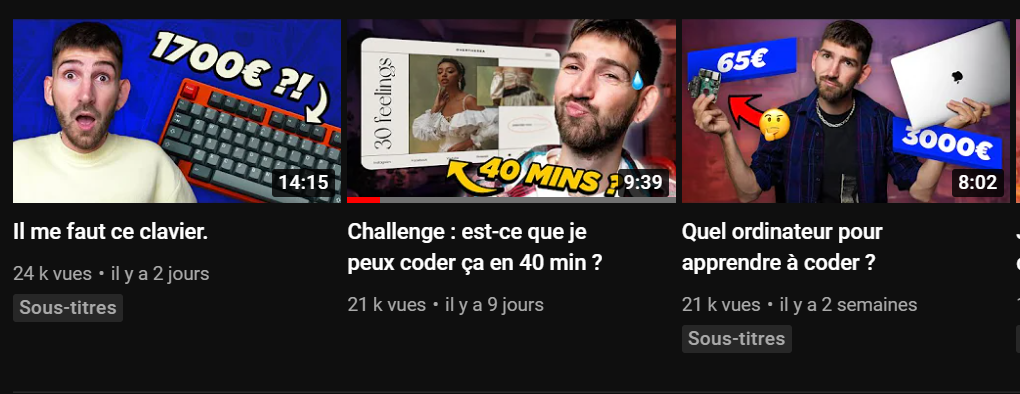 1700€ ?!
14:15
30 feelings
40 MINS ?
9:39
65€
3000€
8:02
Il me faut ce clavier.
24 k vues • il y a 2 jours
Sous-titres
Challenge : est-ce que je
peux coder ça en 40 min ?
21 k vues • il y a 9 jours
Quel ordinateur pour
apprendre à coder ?
21 k vues • il y a 2 semaines
Sous-titres